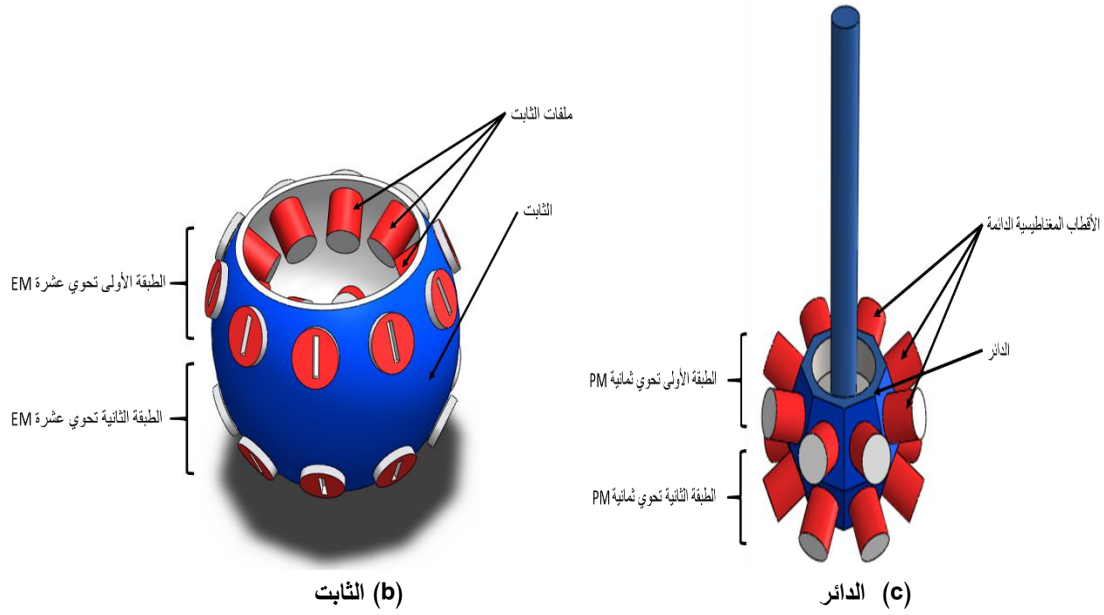 ملفات الثابت
الثابت
الطبقة الأولى تحوي عشرة EM
الطبقة الثانية تحوي عشرة EM
(b) الثابت
الأقطاب المغناطيسية الدائمة
الدائر
الطبقة الأولى تحوي ثمانية PM
الطبقة الثانية تحوي ثمانية PM
(c) الدائر